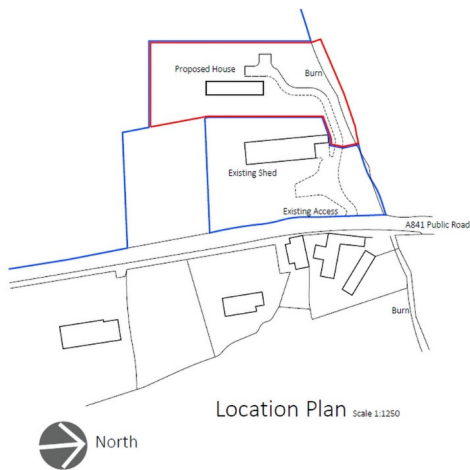 Proposed House
Burn
Existing Shed
Existing Access
A841 Public Road
Burn
Location Plan Scale 1:1250
North